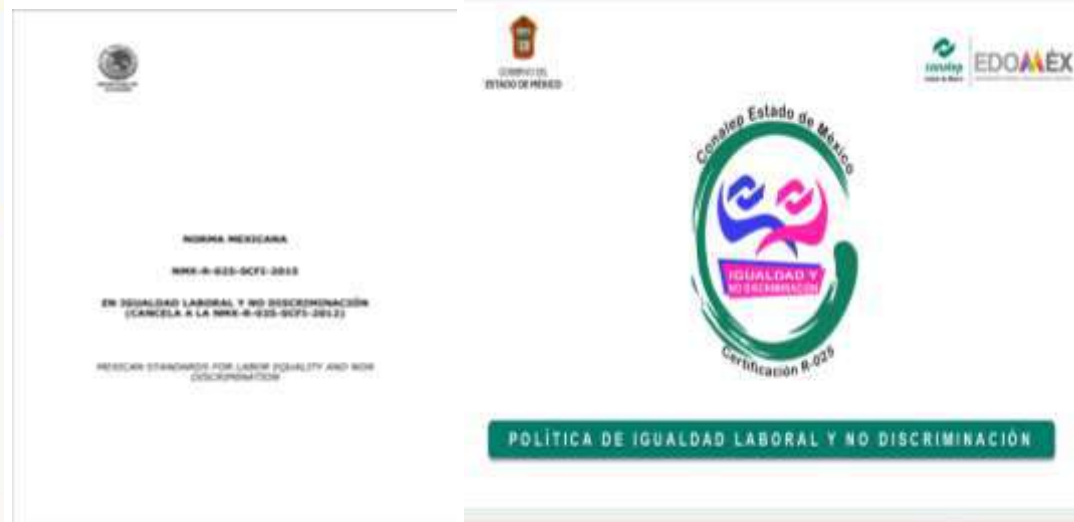 NORMA MEXICANA
NMX-R-025-SCFI-2015
EN IGUALDAD LABORAL Y NO DISCRIMINACIÓN
(CANCELA A LA NMX-R-025-SCFI-2012)
MEXICAN STANDARDS FOR LABOR EQUALITY AND NON
DISCRIMINATION
GOBIERNO DEL
ESTADO DE MÉXICO
conalep
EDOMÉX
Conalep Estado de México
IGUALDAD Y
NO DISCRIMINACIÓN
Certificación R-025
POLÍTICA DE IGUALDAD LABORAL Y NO DISCRIMINACIÓN